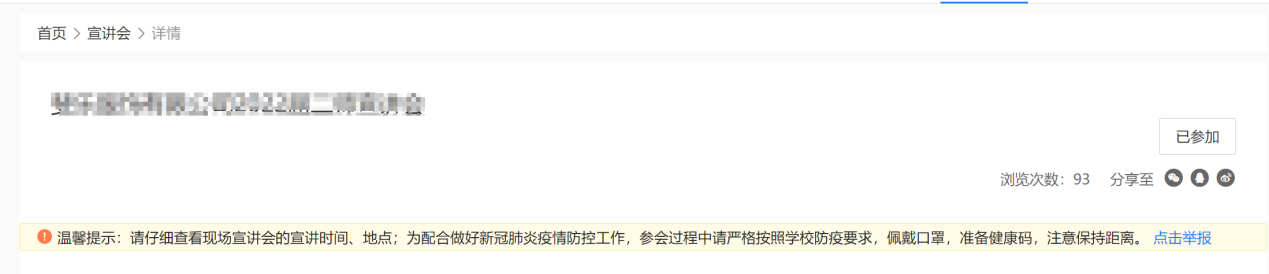 首页 > 宣讲会 > 详情
已参加
浏览次数：93 分享至
温馨提示：请仔细查看现场宣讲会的宣讲时间、地点；为配合做好新冠肺炎疫情防控工作，参会过程中请严格按照学校防疫要求，佩戴口罩，准备健康码，注意保持距离。 点击举报